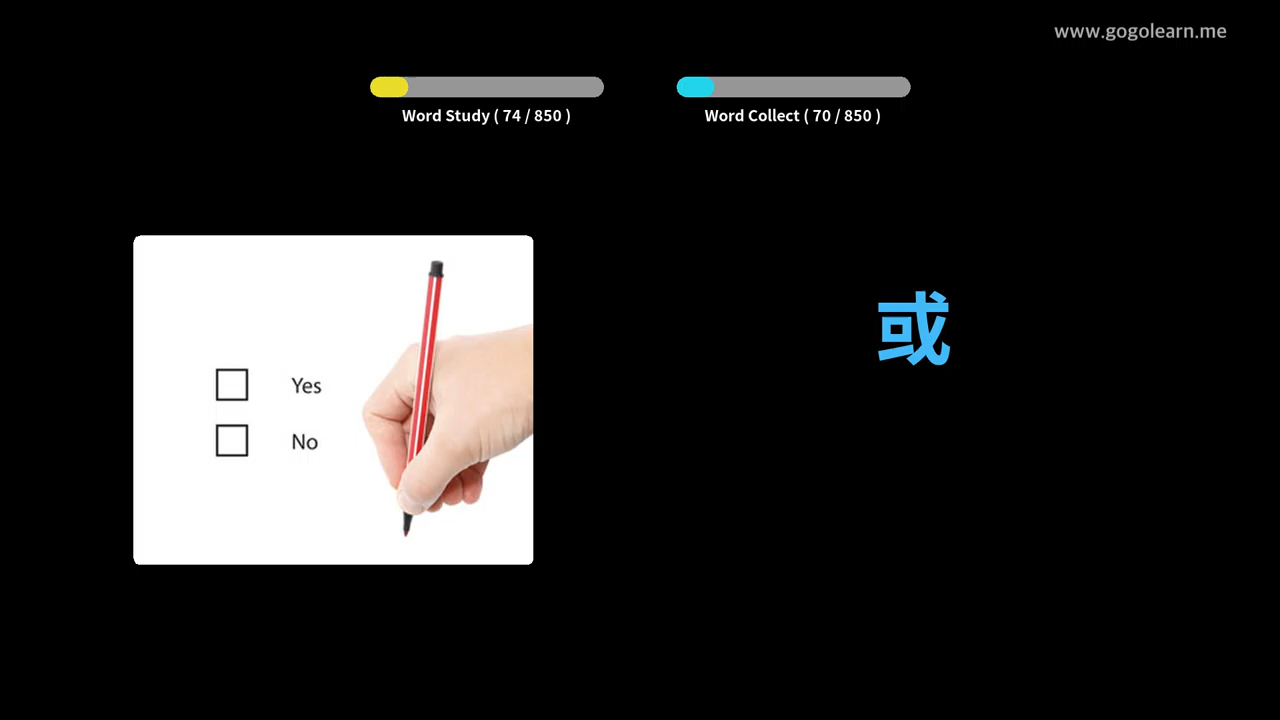 www.gogolearn.me
Word Study ( 74 / 850 )
Word Collect ( 70 / 850 )
Yes
No
或